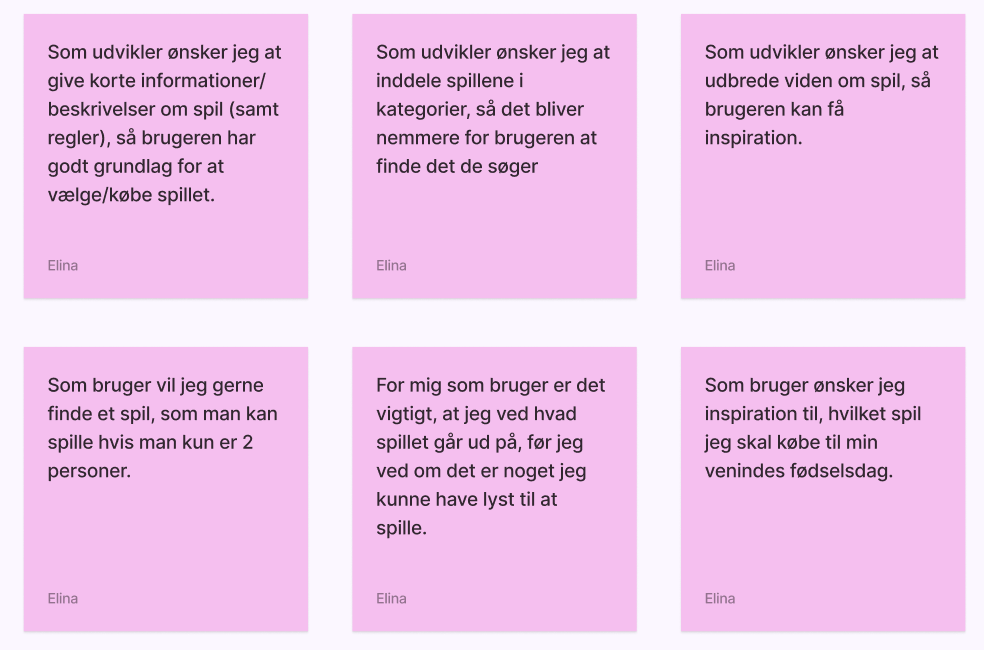 Som udvikler ønsker jeg at
give korte informationer/
beskrivelser om spil (samt
regler), så brugeren har
godt grundlag for at
vælge/købe spillet.
Elina
Som udvikler ønsker jeg at
inddele spillene i
kategorier, så det bliver
nemmere for brugeren at
finde det de søger
Elina
Som udvikler ønsker jeg at
udbrede viden om spil, så
brugeren kan få
inspiration.
Elina
Som bruger vil jeg gerne
finde et spil, som man kan
spille hvis man kun er 2
personer.
Elina
For mig som bruger er det
vigtigt, at jeg ved hvad
spillet går ud på, før jeg
ved om det er noget jeg
kunne have lyst til at
spille.
Elina
Som bruger ønsker jeg
inspiration til, hvilket spil
jeg skal købe til min
venindes fødselsdag.
Elina